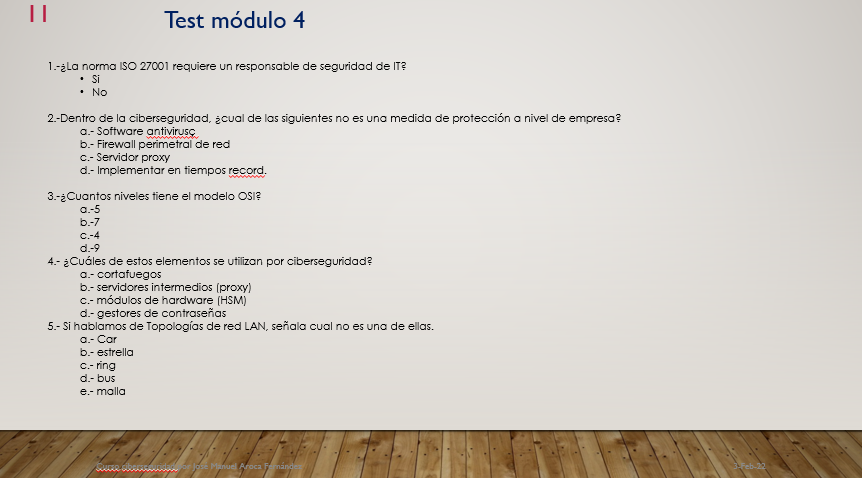 11
Test módulo 4
1.-¿La norma ISO 27001 requiere un responsable de seguridad de IT?
• Si
• No
2.-Dentro de la ciberseguridad, ¿cual de las siguientes no es una medida de protección a nivel de empresa?
a.- Software antivirusç
b.- Firewall perimetral de red
c.- Servidor proxy
d.- Implementar en tiempos record.
3.-¿Cuantos niveles tiene el modelo OSI?
a.-5
b.-7
c.-4
d.-9
4.- ¿Cuáles de estos elementos se utilizan por ciberseguridad?
a.- cortafuegos
b.- servidores intermedios (proxy)
c.- módulos de hardware (HSM)
d.- gestores de contraseñas
5.- Si hablamos de Topologías de red LAN, señala cual no es una de ellas.
a.- Car
b.- estrella
c.- ring
d.- bus
e.- malla
Jose Manuel Fernandez
3-Feb-22